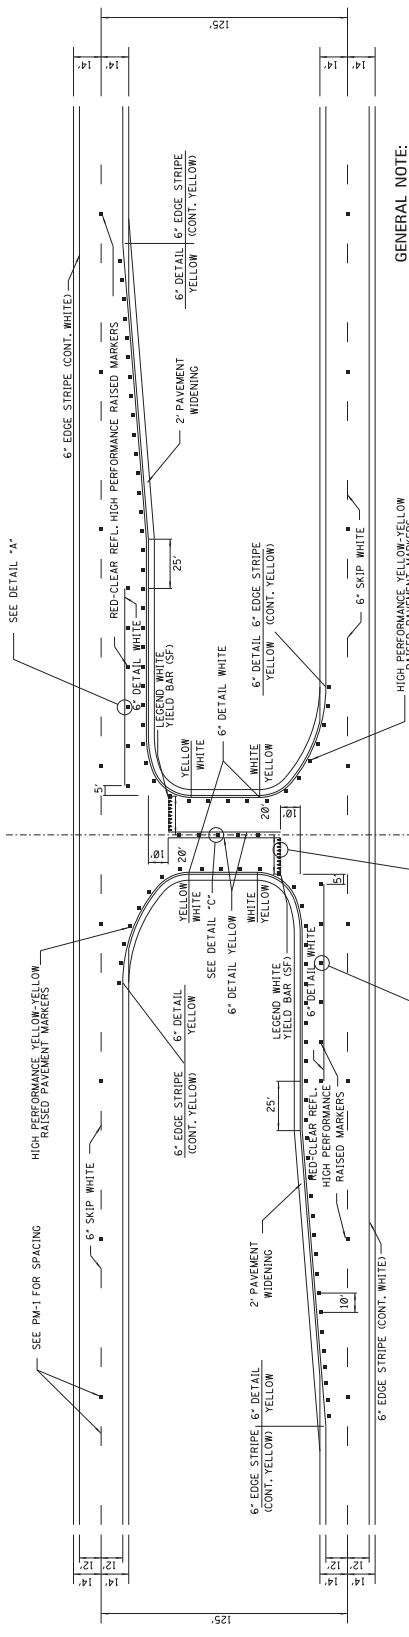 125'
14'
14'
14'
14'
6" EDGE STRIPE (CONT. WHITE)
6" DETAIL
YELLOW
6" EDGE STRIPE
(CONT. YELLOW)
GENERAL NOTE:
RED-CLEAR REFL. HIGH PERFORMANCE RAISED MARKERS
2' PAVEMENT
WIDENING
SEE DETAIL "A"
25'
6" DETAIL WHITE
LEGEND WHITE
YIELD BAR (SF)
6" DETAIL WHITE
6" DETAIL
YELLOW
6" EDGE STRIPE
(CONT. YELLOW)
6" SKIP WHITE
HIGH PERFORMANCE YELLOW-YELLOW
RAISED PAVEMENT MARKERS
5'
YELLOW
WHITE
WHITE
YELLOW
20'
10'
10'
20'
YELLOW
WHITE
SEE DETAIL "C"
6" DETAIL YELLOW
WHITE
YELLOW
5'
HIGH PERFORMANCE YELLOW-YELLOW
RAISED PAVEMENT MARKERS
6" EDGE STRIPE
(CONT. YELLOW)
6" DETAIL
YELLOW
LEGEND WHITE
YIELD BAR (SF)
6" DETAIL WHITE
25'
RED-CLEAR REFL.
HIGH PERFORMANCE
RAISED MARKERS
6" SKIP WHITE
SEE PM-1 FOR SPACING
2' PAVEMENT
WIDENING
10'
6" EDGE STRIPE (CONT. WHITE)
6" EDGE STRIPE
(CONT. YELLOW)
6" DETAIL
YELLOW
12'
12'
14'
14'
12'
12'
14'
14'
125'